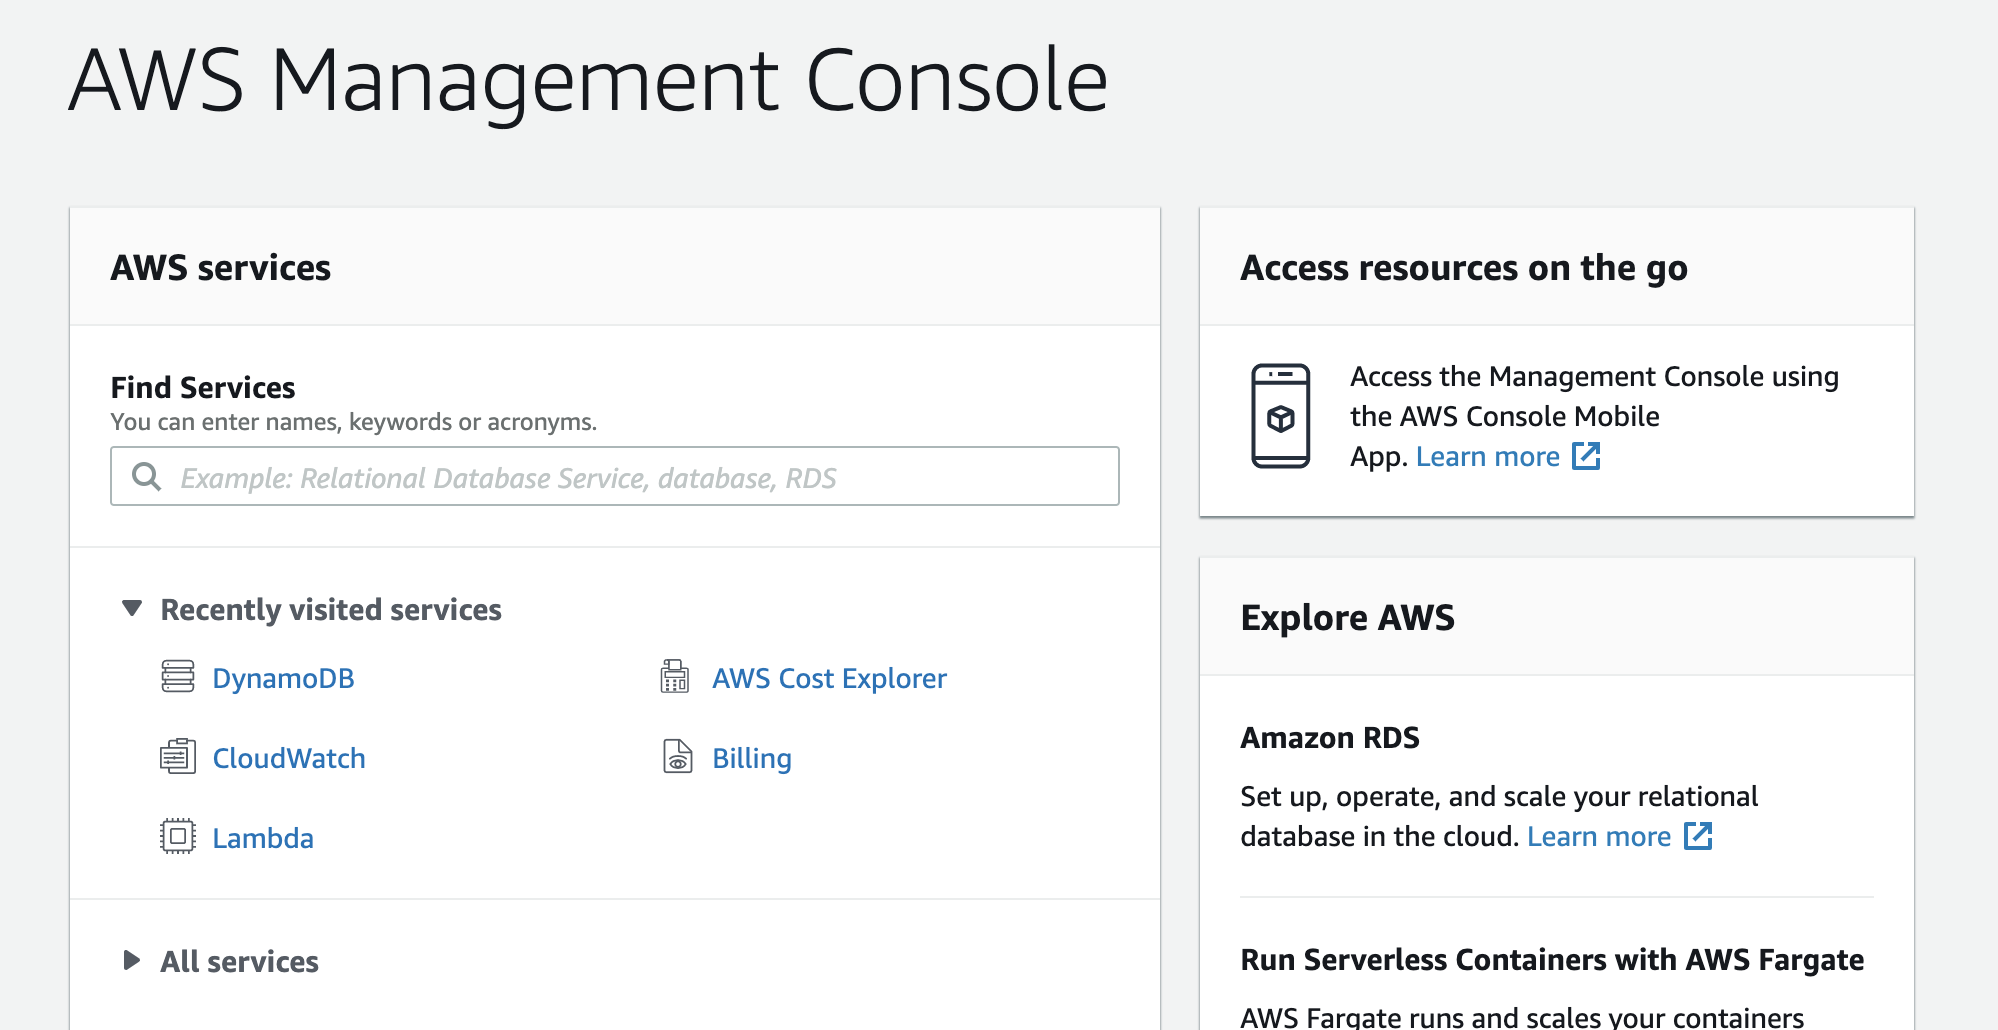 AWS Management Console
AWS services
Find Services
You can enter names, keywords or acronyms.
Example: Relational Database Service, database, RDS
Recently visited services
DynamoDB
AWS Cost Explorer
CloudWatch
Billing
Lambda
All services
Access resources on the go
Access the Management Console using
the AWS Console Mobile
App. Learn more
Explore AWS
Amazon RDS
Set up, operate, and scale your relational
database in the cloud. Learn more
Run Serverless Containers with AWS Fargate
AWS Fargate runs and scales your containers